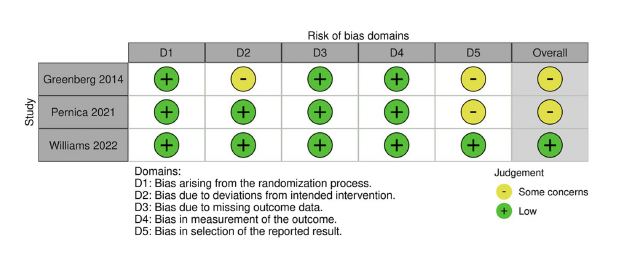 Risk of bias domains
D1 D2 D3 D4 D5 Overall
Study
Greenberg 2014 + - + + - -
Pernica 2021 + + + + - -
Williams 2022 + + + + + +
Domains:
D1: Bias arising from the randomization process.
D2: Bias due to deviations from intended intervention.
D3: Bias due to missing outcome data.
D4: Bias in measurement of the outcome.
D5: Bias in selection of the reported result.
Judgement
- Some concerns
+ Low